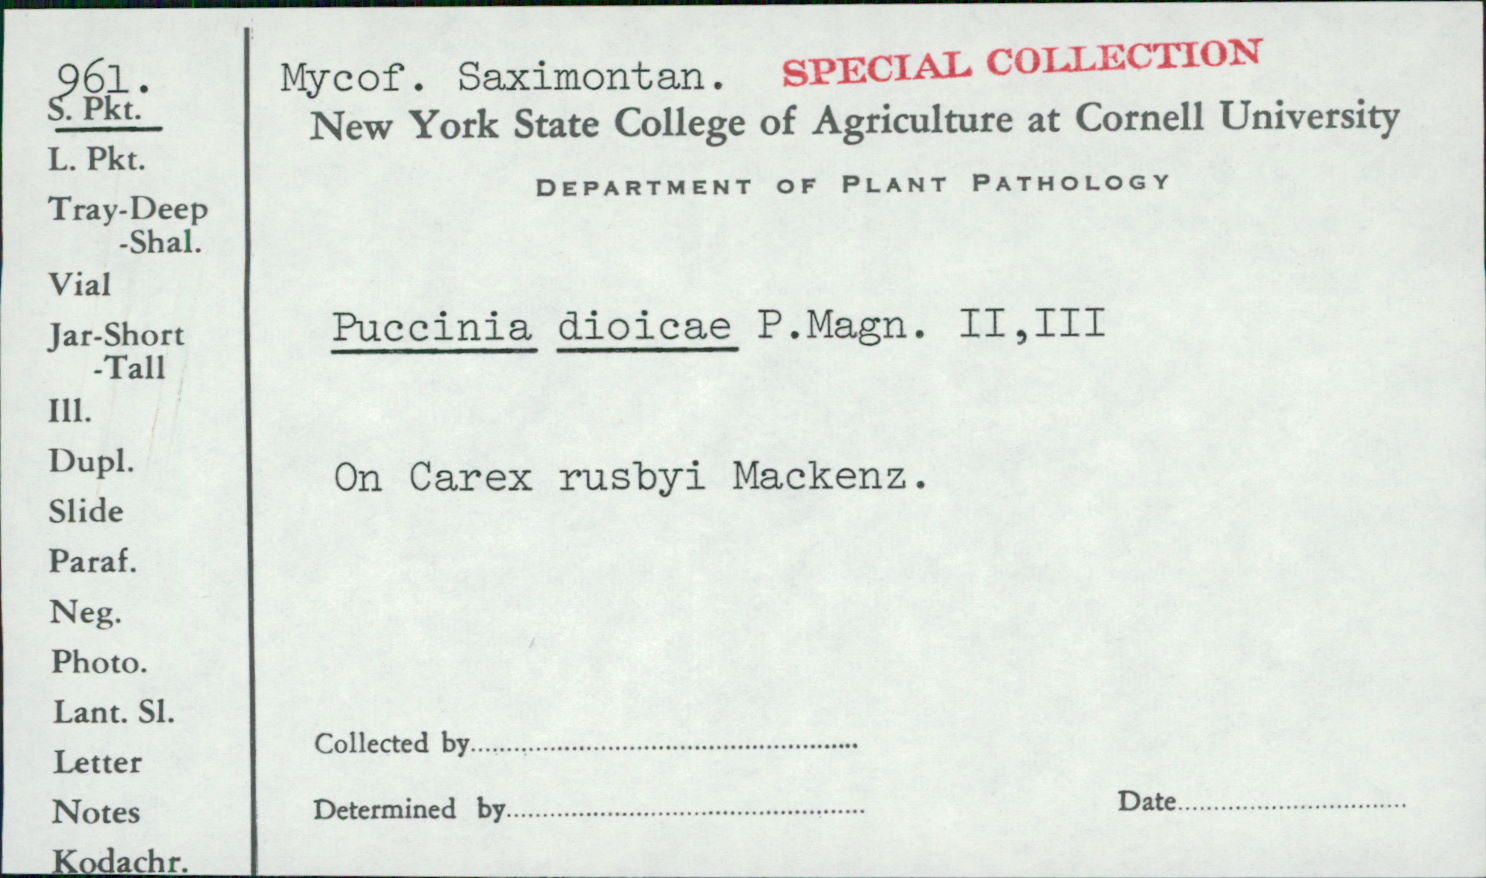 961.
S. Pkt.
L. Pkt.
Tray-Deep
-Shal.
Vial
Jar-Short
-Tall
Ill.
Dupl.
Slide
Paraf.
Neg.
Photo.
Lant. Sl.
Letter
Notes
Kodachr.
Mycof. Saximontan. SPECIAL COLLECTION
New York State College of Agriculture at Cornell University
DEPARTMENT OF PLANT PATHOLOGY
Puccinia dioicae P.Magn. II,III
On Carex rusbyi Mackenz.
Collected by
Determined by
Date